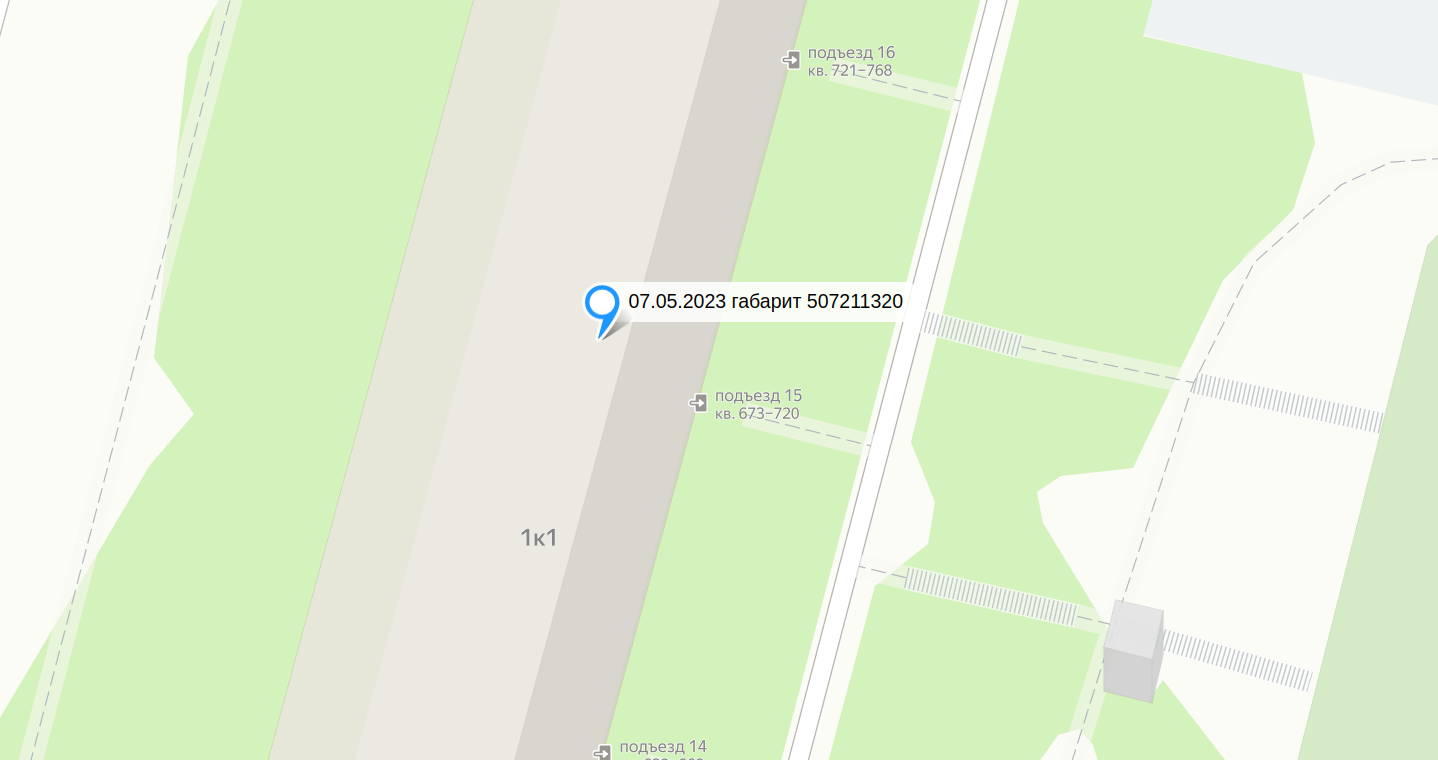 подъезд 16
кв. 721–768
07.05.2023 габарит 507211320
подъезд 15
кв. 673–720
1к1
подъезд 14